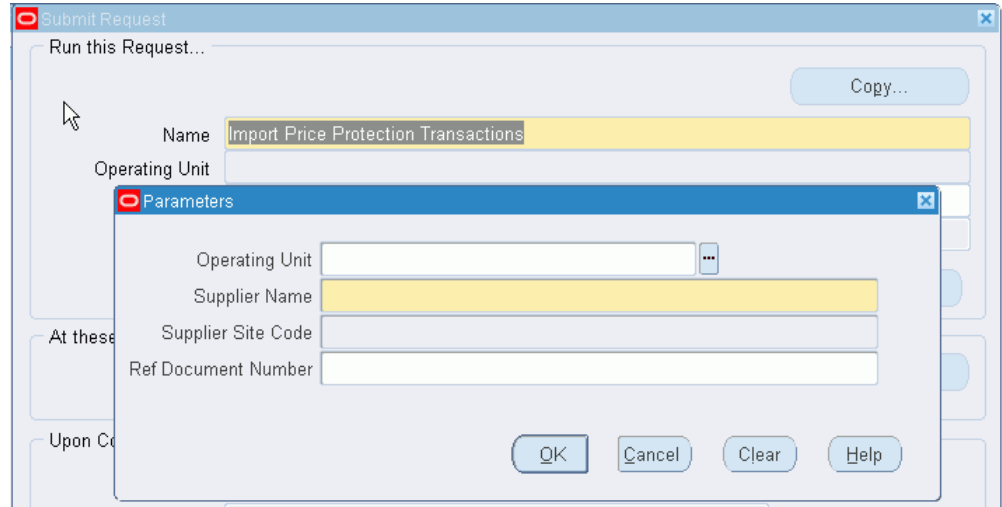 Submit Request
Run this Request...
Copy...
Name Import Price Protection Transactions
Operating Unit
Parameters
Operating Unit
Supplier Name
Supplier Site Code
Ref Document Number
At these
Upon Co
OK Cancel Clear Help